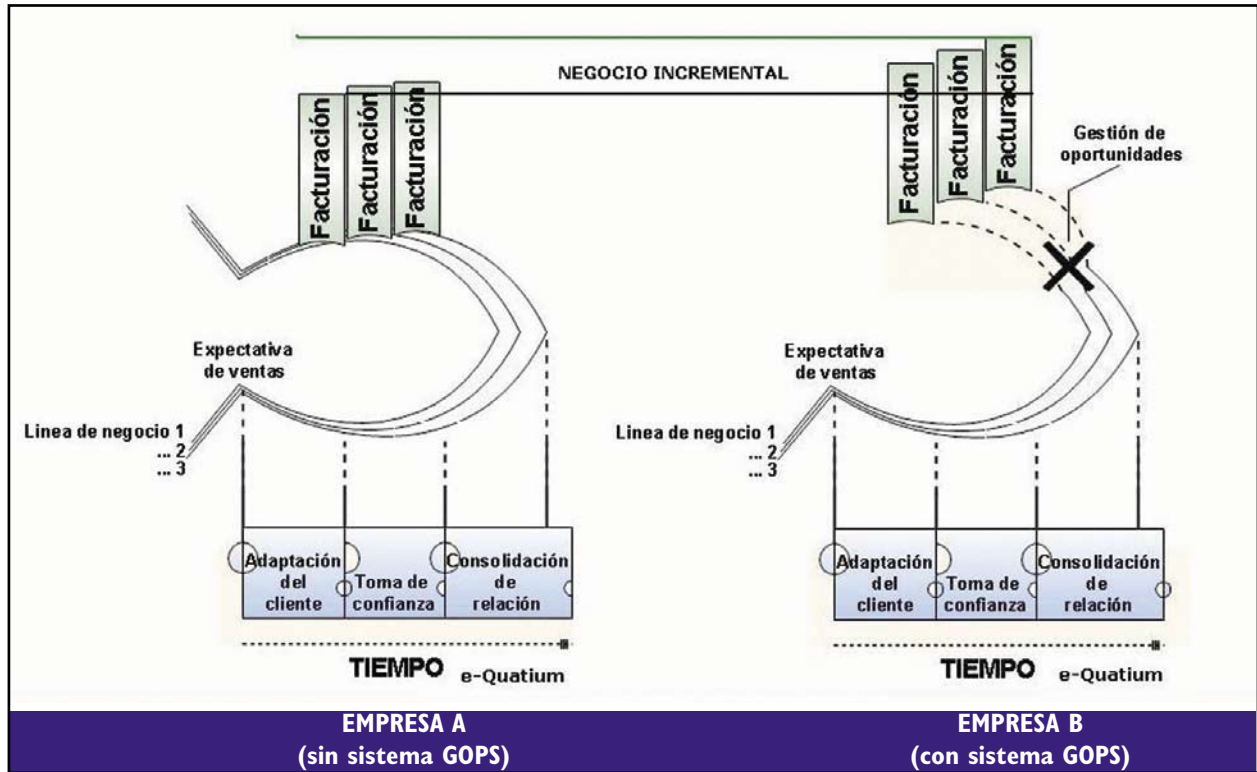 NEGOCIO INCREMENTAL
Facturación
Facturación
Facturación
Expectativa
de ventas
Linea de negocio 1
... 2
... 3
Adaptación
del
cliente
Toma de
confianza
Consolidación
de
relación
TIEMPO
e-Quatium
EMPRESA A
(sin sistema GOPS)
Facturación
Facturación
Facturación
Gestión de
oportunidades
Expectativa
de ventas
Linea de negocio 1
... 2
... 3
Adaptación
del
cliente
Toma de
confianza
Consolidación
de
relación
TIEMPO
e-Quatium
EMPRESA B
(con sistema GOPS)